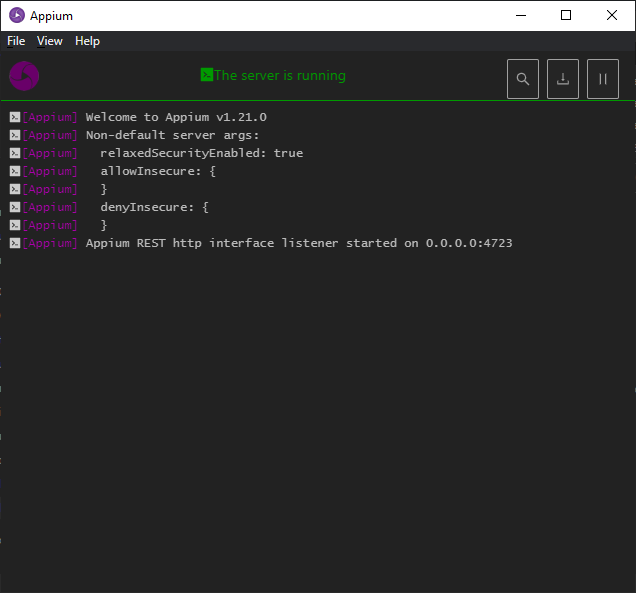 Appium
File View Help
The server is running
[Appium] Welcome to Appium v1.21.0
[Appium] Non-default server args:
[Appium]   relaxedSecurityEnabled: true
[Appium]   allowInsecure: {
[Appium]   }
[Appium]   denyInsecure: {
[Appium]   }
[Appium] Appium REST http interface listener started on 0.0.0.0:4723